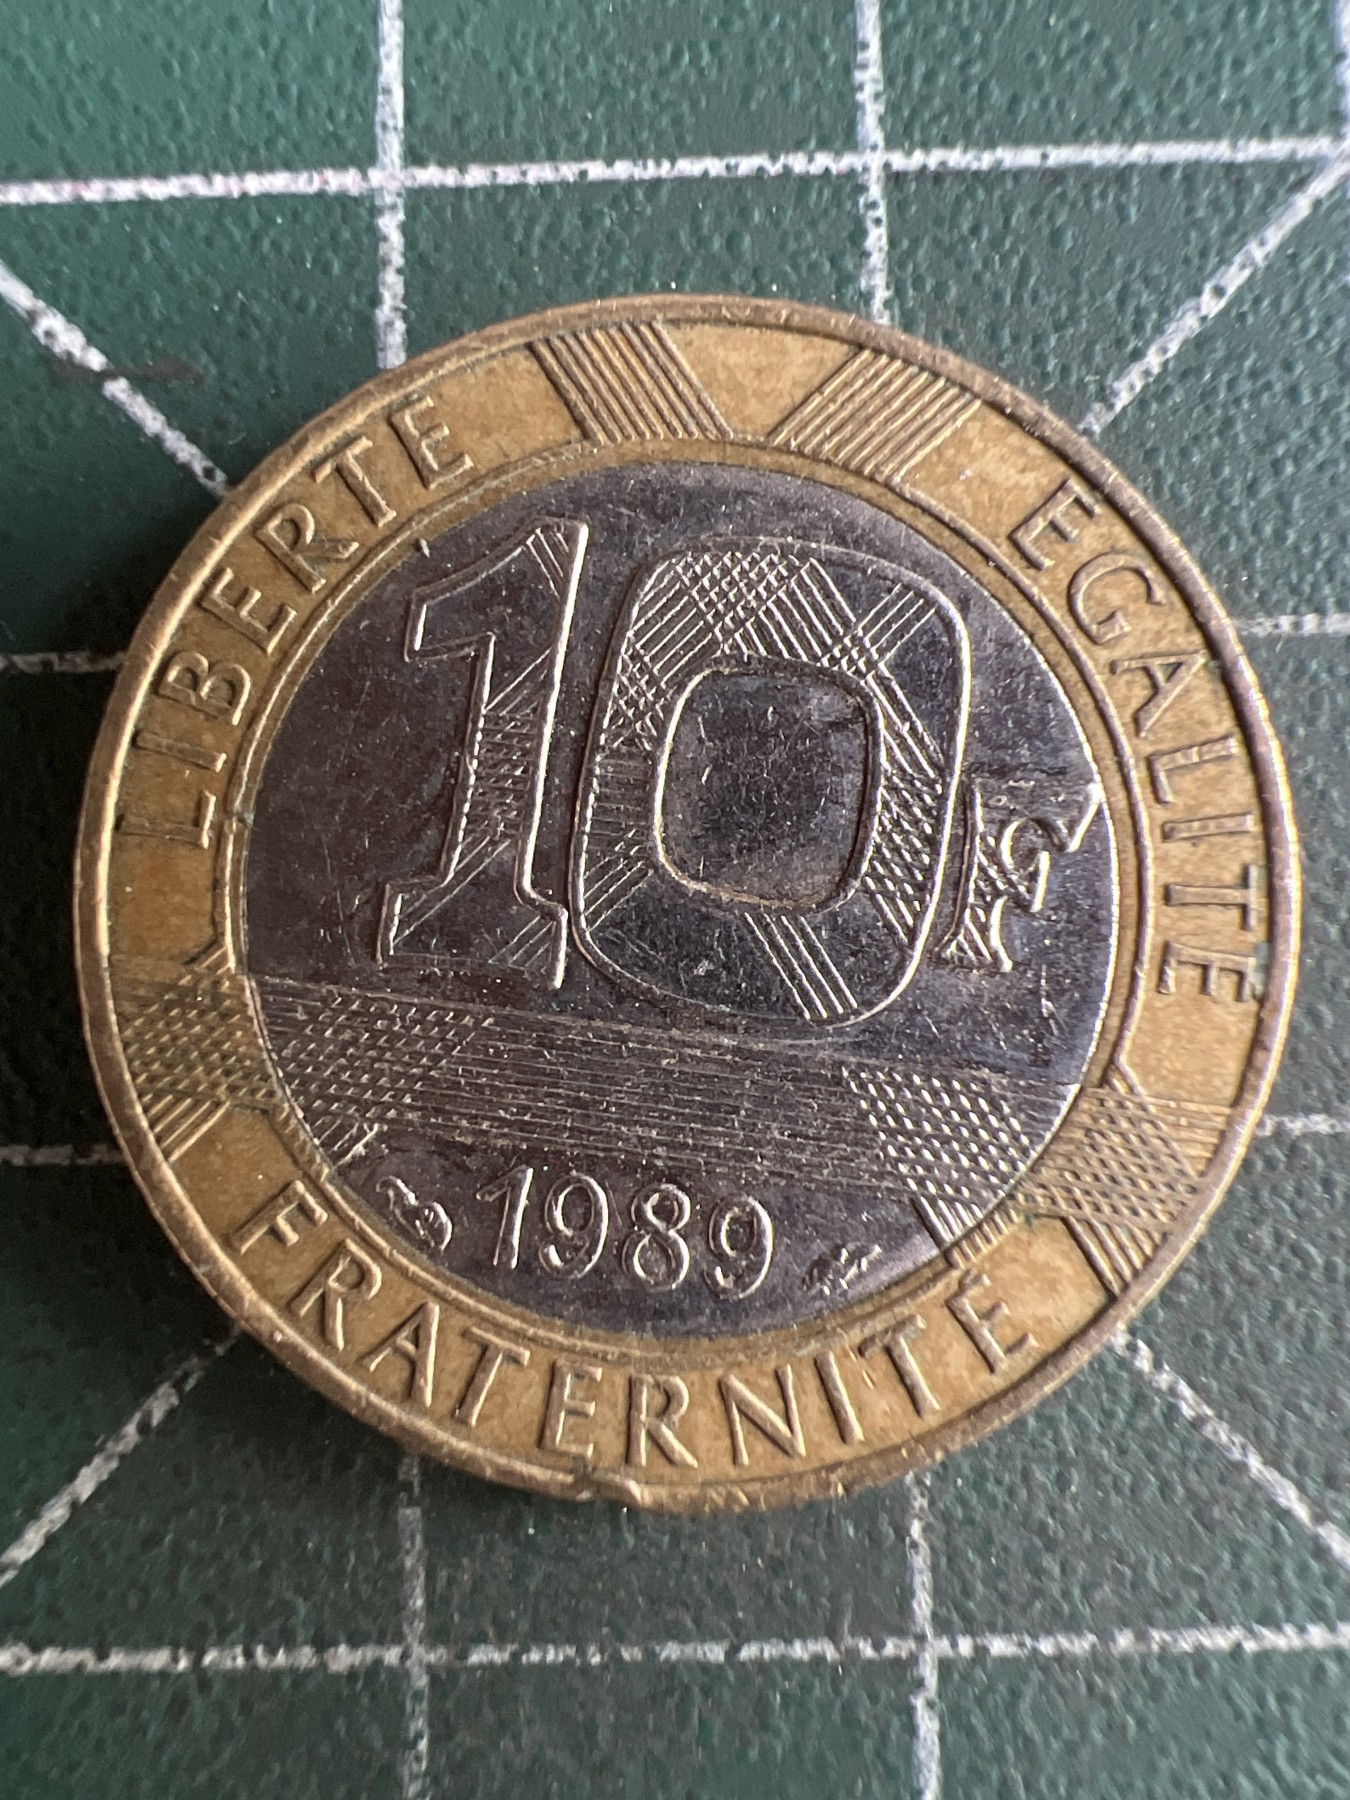 LIBERTE
EGALITE
FRATERNITE
10 F
1989